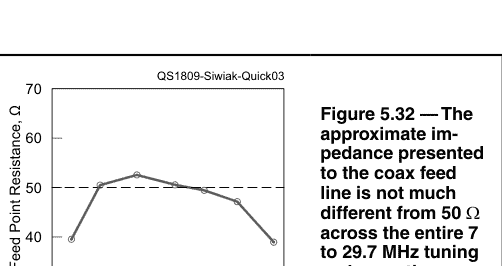 QS1809-Siwiak-Quick03
70
60
50
40
Feed Point Resistance, Ω
Figure 5.32 — The
approximate im-
pedance presented
to the coax feed
line is not much
different from 50 Ω
across the entire 7
to 29.7 MHz tuning